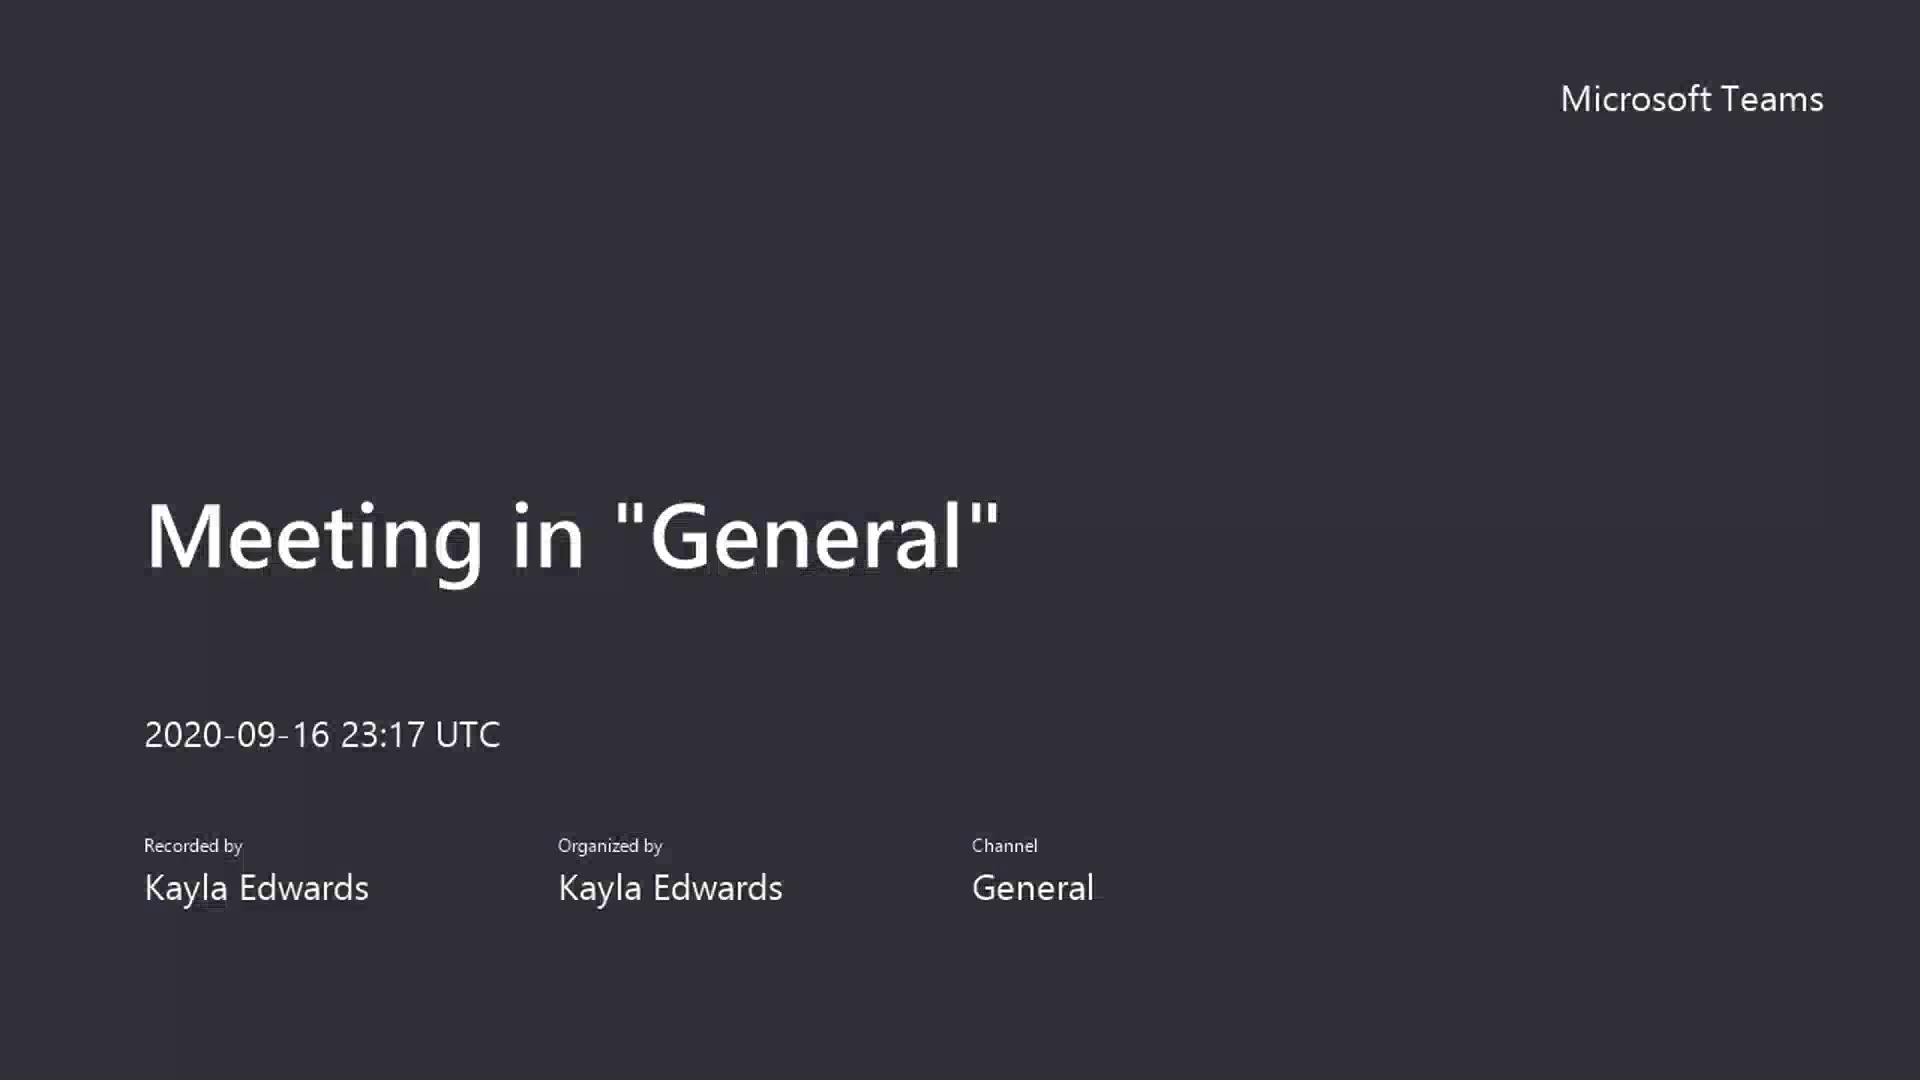 Microsoft Teams
Meeting in "General"
2020-09-16 23:17 UTC
Recorded by
Kayla Edwards
Organized by
Kayla Edwards
Channel
General